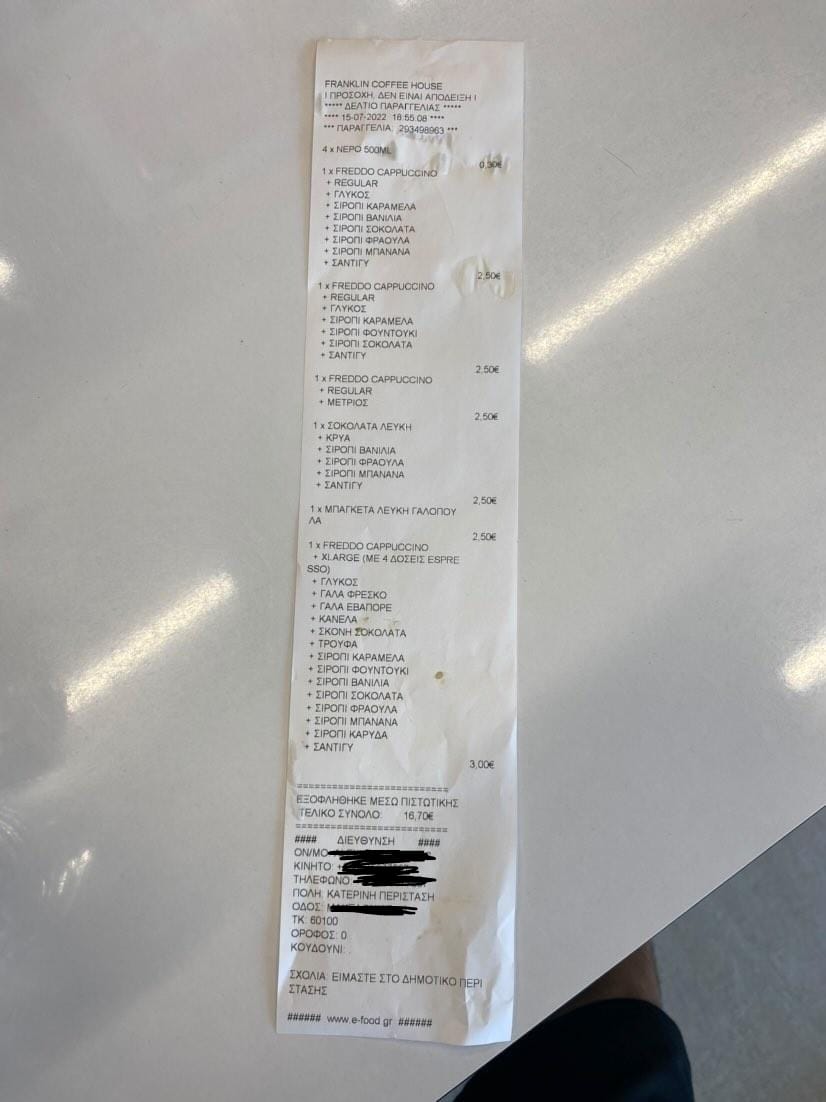 FRANKLIN COFFEE HOUSE
! ΠΡΟΣΟΧΗ, ΔΕΝ ΕΙΝΑΙ ΑΠΟΔΕΙΞΗ !
***** ΔΕΛΤΙΟ ΠΑΡΑΓΓΕΛΙΑΣ *****
**** 15-07-2022 18:55:08 ****
*** ΠΑΡΑΓΓΕΛΙΑ: 293498963 ***
4 x ΝΕΡΟ 500ML
0,30€
1 x FREDDO CAPPUCCINO
+ REGULAR
+ ΓΛΥΚΟΣ
+ ΣΙΡΟΠΙ ΚΑΡΑΜΕΛΑ
+ ΣΙΡΟΠΙ ΒΑΝΙΛΙΑ
+ ΣΙΡΟΠΙ ΣΟΚΟΛΑΤΑ
+ ΣΙΡΟΠΙ ΦΡΑΟΥΛΑ
+ ΣΙΡΟΠΙ ΜΠΑΝΑΝΑ
+ ΣΑΝΤΙΓΥ
2,50€
1 x FREDDO CAPPUCCINO
+ REGULAR
+ ΓΛΥΚΟΣ
+ ΣΙΡΟΠΙ ΚΑΡΑΜΕΛΑ
+ ΣΙΡΟΠΙ ΦΟΥΝΤΟΥΚΙ
+ ΣΙΡΟΠΙ ΣΟΚΟΛΑΤΑ
+ ΣΑΝΤΙΓΥ
2,50€
1 x FREDDO CAPPUCCINO
+ REGULAR
+ ΜΕΤΡΙΟΣ
2,50€
1 x ΣΟΚΟΛΑΤΑ ΛΕΥΚΗ
+ ΚΡΥΑ
+ ΣΙΡΟΠΙ ΒΑΝΙΛΙΑ
+ ΣΙΡΟΠΙ ΦΡΑΟΥΛΑ
+ ΣΙΡΟΠΙ ΜΠΑΝΑΝΑ
+ ΣΑΝΤΙΓΥ
2,50€
1 x ΜΠΑΓΚΕΤΑ ΛΕΥΚΗ ΓΑΛΟΠΟΥ
ΛΑ
2,50€
1 x FREDDO CAPPUCCINO
+ XLARGE (ΜΕ 4 ΔΟΣΕΙΣ ESPRE
SSO)
+ ΓΛΥΚΟΣ
+ ΓΑΛΑ ΦΡΕΣΚΟ
+ ΓΑΛΑ ΕΒΑΠΟΡΕ
+ ΚΑΝΕΛΑ
+ ΣΚΟΝΗ ΣΟΚΟΛΑΤΑ
+ ΤΡΟΥΦΑ
+ ΣΙΡΟΠΙ ΚΑΡΑΜΕΛΑ
+ ΣΙΡΟΠΙ ΦΟΥΝΤΟΥΚΙ
+ ΣΙΡΟΠΙ ΒΑΝΙΛΙΑ
+ ΣΙΡΟΠΙ ΣΟΚΟΛΑΤΑ
+ ΣΙΡΟΠΙ ΦΡΑΟΥΛΑ
+ ΣΙΡΟΠΙ ΜΠΑΝΑΝΑ
+ ΣΙΡΟΠΙ ΚΑΡΥΔΑ
+ ΣΑΝΤΙΓΥ
3,00€
==========================
ΕΞΟΦΛΗΘΗΚΕ ΜΕΣΩ ΠΙΣΤΩΤΙΚΗΣ
ΤΕΛΙΚΟ ΣΥΝΟΛΟ: 16,70€
==========================
#### ΔΙΕΥΘΥΝΣΗ ####
ΟΝ/ΜΟ
ΚΙΝΗΤΟ: +
ΤΗΛΕΦΩΝΟ
ΠΟΛΗ: ΚΑΤΕΡΙΝΗ ΠΕΡΙΣΤΑΣΗ
ΟΔΟΣ:
ΤΚ: 60100
ΟΡΟΦΟΣ: 0
ΚΟΥΔΟΥΝΙ: .
ΣΧΟΛΙΑ: ΕΙΜΑΣΤΕ ΣΤΟ ΔΗΜΟΤΙΚΟ ΠΕΡΙ
ΣΤΑΣΗΣ
###### www.e-food.gr ######